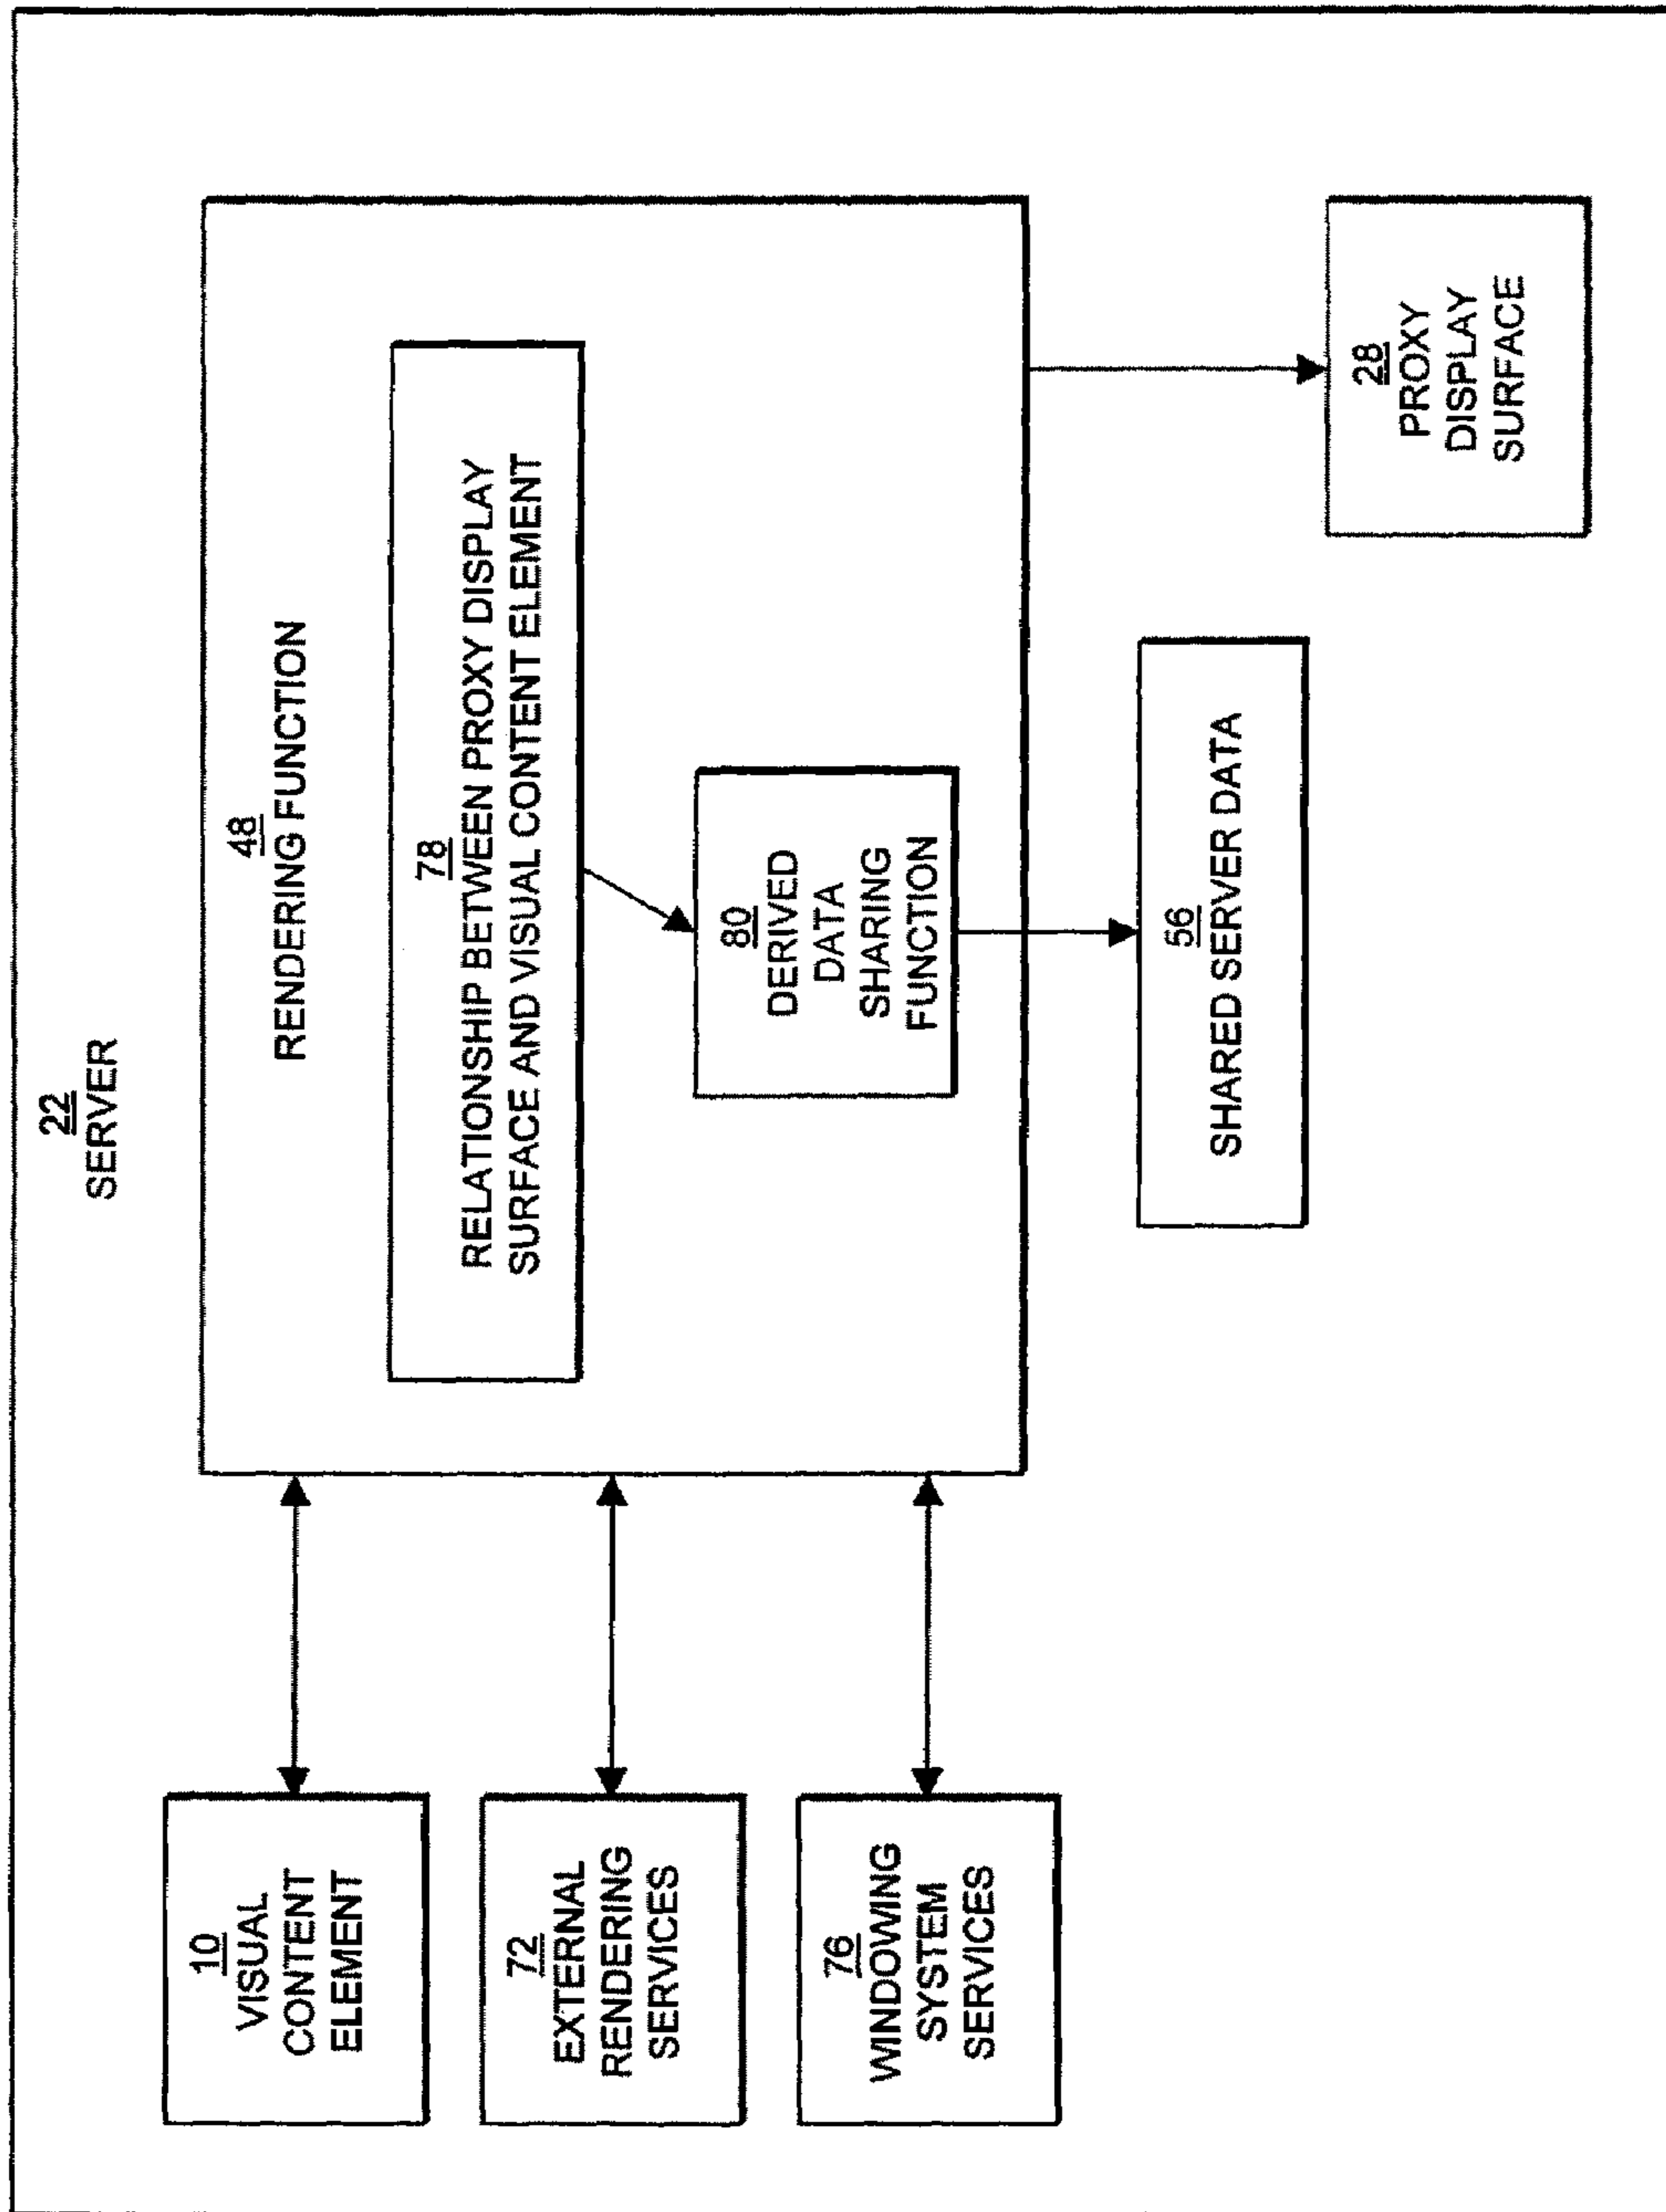 22
SERVER
10
VISUAL
CONTENT
ELEMENT
72
EXTERNAL
RENDERING
SERVICES
76
WINDOWING
SYSTEM
SERVICES
48
RENDERING FUNCTION
78
RELATIONSHIP BETWEEN PROXY DISPLAY
SURFACE AND VISUAL CONTENT ELEMENT
80
DERIVED
DATA
SHARING
FUNCTION
56
SHARED SERVER DATA
28
PROXY
DISPLAY
SURFACE